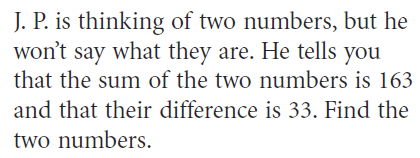 J. P. is thinking of two numbers, but he
won’t say what they are. He tells you
that the sum of the two numbers is 163
and that their difference is 33. Find the
two numbers.